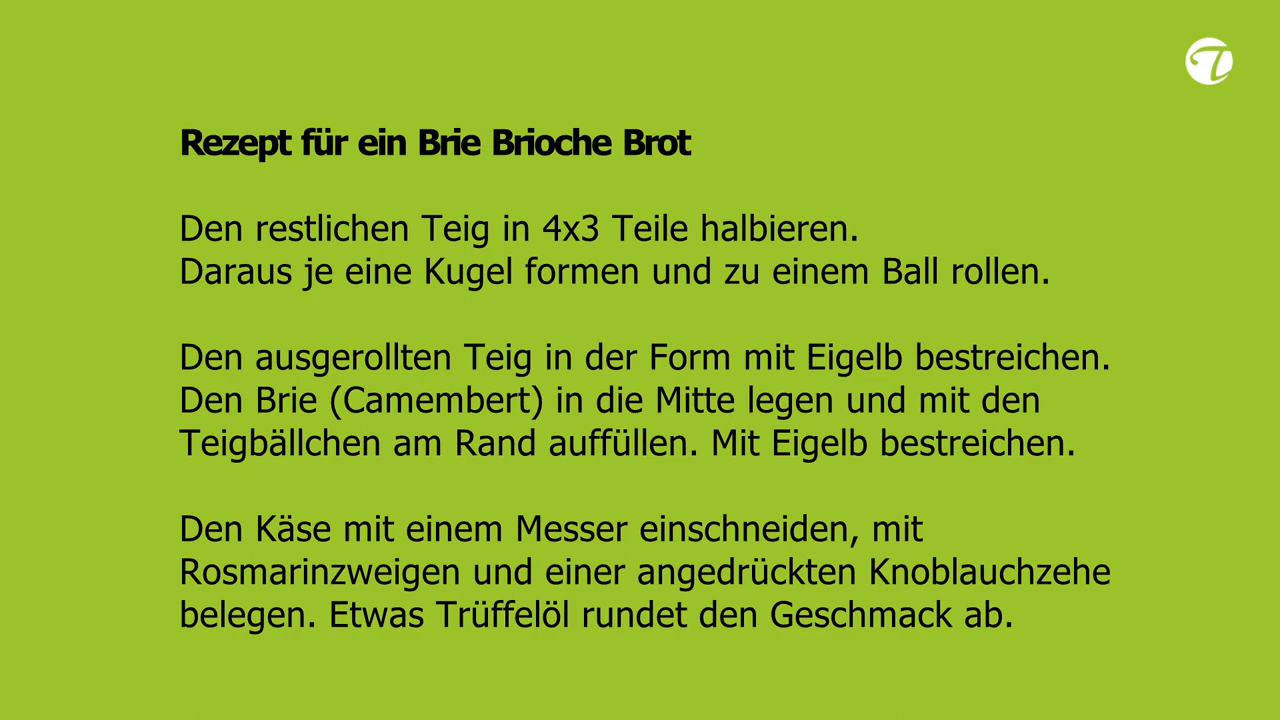 Rezept für ein Brie Brioche Brot
Den restlichen Teig in 4x3 Teile halbieren.
Daraus je eine Kugel formen und zu einem Ball rollen.
Den ausgerollten Teig in der Form mit Eigelb bestreichen.
Den Brie (Camembert) in die Mitte legen und mit den
Teigbällchen am Rand auffüllen. Mit Eigelb bestreichen.
Den Käse mit einem Messer einschneiden, mit
Rosmarinzweigen und einer angedrückten Knoblauchzehe
belegen. Etwas Trüffelöl rundet den Geschmack ab.